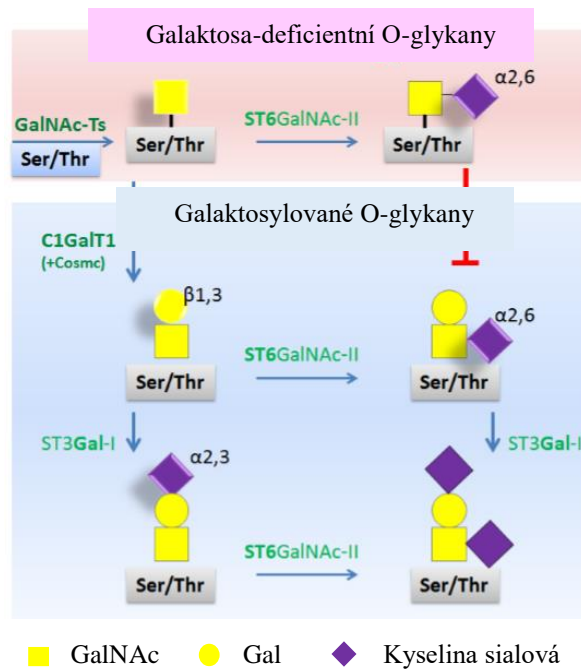 Galaktosa-deficientní O-glykany
α2,6
GalNAc-Ts
Ser/Thr
Ser/Thr
ST6GalNAc-II
Ser/Thr
Galaktosylované O-glykany
C1GalT1
(+Cosmc)
β1,3
α2,6
ST6GalNAc-II
Ser/Thr
Ser/Thr
ST3Gal-I
α2,3
ST3Gal-I
ST6GalNAc-II
Ser/Thr
Ser/Thr
GalNAc Gal Kyselina sialová